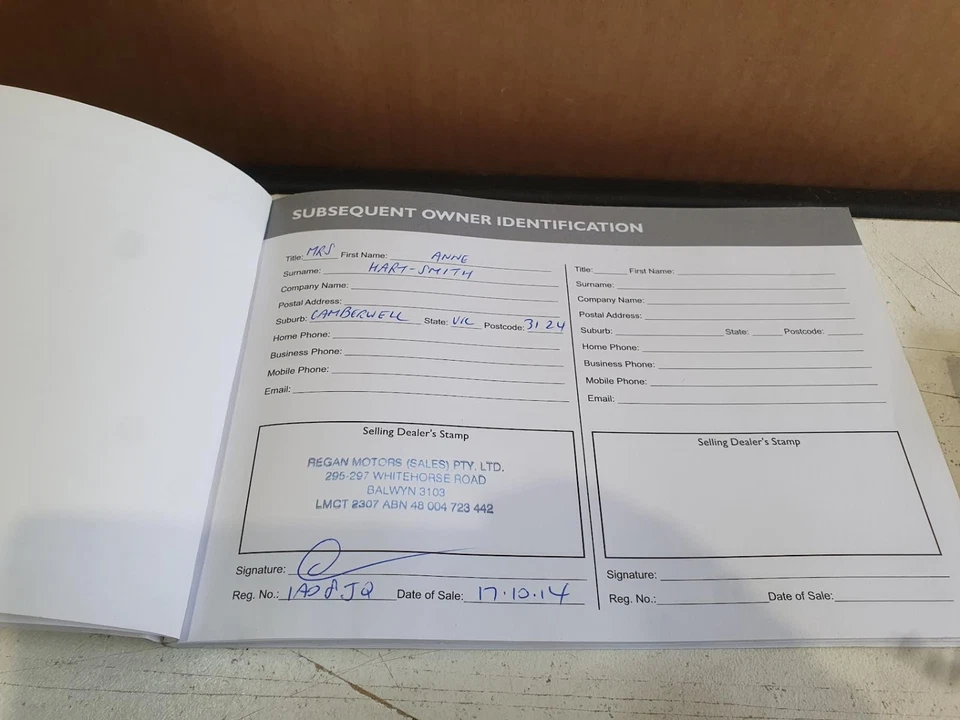 SUBSEQUENT OWNER IDENTIFICATION
Title: MRS First Name: ANNE
Surname: HART-SMITH
Company Name:
Postal Address:
Suburb: CAMBERWELL State: VIC Postcode: 3124
Home Phone:
Business Phone:
Mobile Phone:
Email:
Selling Dealer's Stamp
REGAN MOTORS (SALES) PTY. LTD.
295-297 WHITEHORSE ROAD
BALWYN 3103
LMCT 2307 ABN 48 004 723 442
Signature:
Reg. No.: 1AO8JQ Date of Sale: 17.10.14
Title: First Name:
Surname:
Company Name:
Postal Address:
Suburb: State: Postcode:
Home Phone:
Business Phone:
Mobile Phone:
Email:
Selling Dealer's Stamp
Signature:
Reg. No.: Date of Sale: